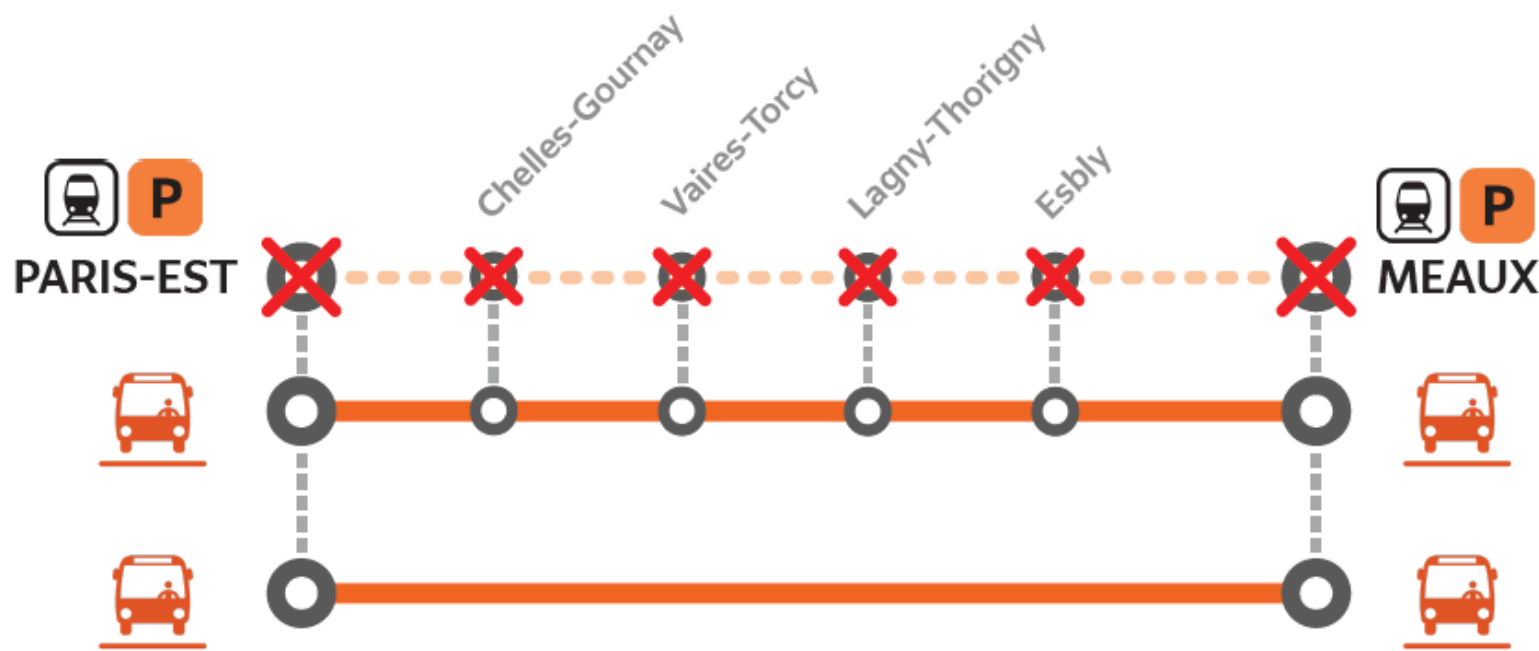 Chelles-Gournay
Vaires-Torcy
Lagny-Thorigny
Esbly
P
PARIS-EST
P
MEAUX